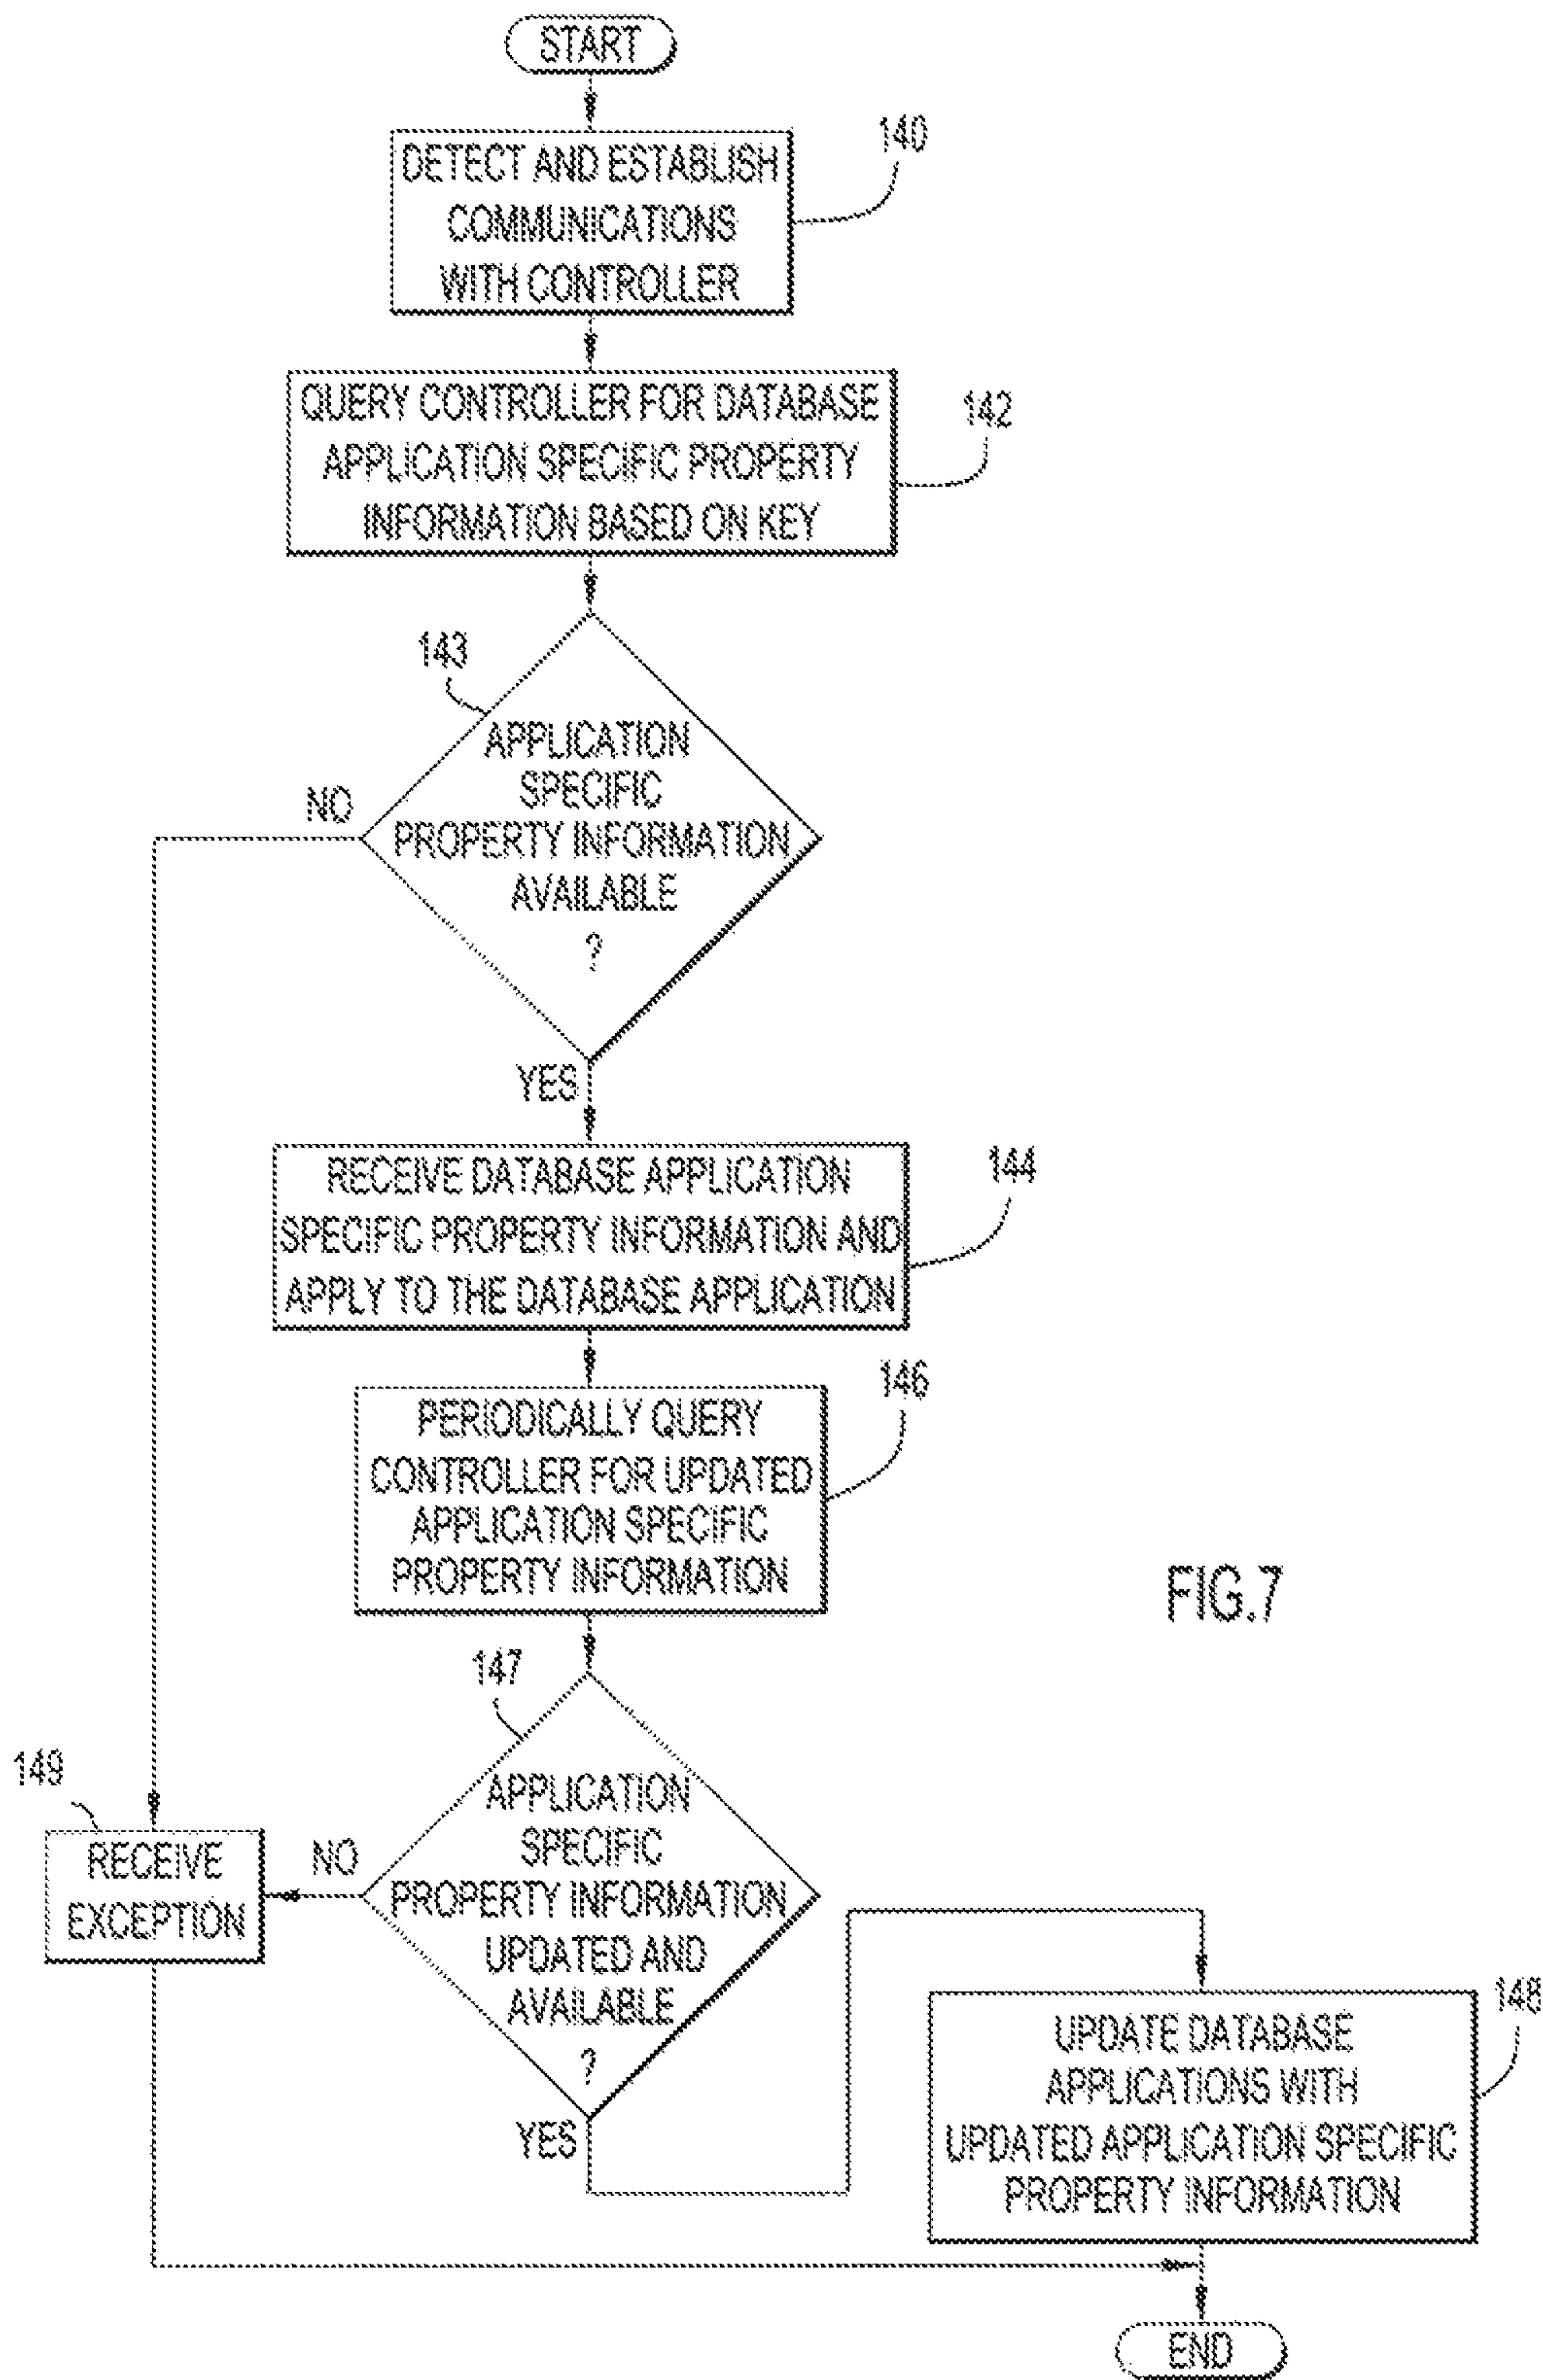 START
140
DETECT AND ESTABLISH
COMMUNICATIONS
WITH CONTROLLER
142
QUERY CONTROLLER FOR DATABASE
APPLICATION SPECIFIC PROPERTY
INFORMATION BASED ON KEY
143
APPLICATION
SPECIFIC
PROPERTY INFORMATION
AVAILABLE
?
NO
YES
144
RECEIVE DATABASE APPLICATION
SPECIFIC PROPERTY INFORMATION AND
APPLY TO THE DATABASE APPLICATION
146
PERIODICALLY QUERY
CONTROLLER FOR UPDATED
APPLICATION SPECIFIC
PROPERTY INFORMATION
FIG.7
147
APPLICATION
SPECIFIC
PROPERTY INFORMATION
UPDATED AND
AVAILABLE
?
NO
YES
149
RECEIVE
EXCEPTION
148
UPDATE DATABASE
APPLICATIONS WITH
UPDATED APPLICATION SPECIFIC
PROPERTY INFORMATION
END